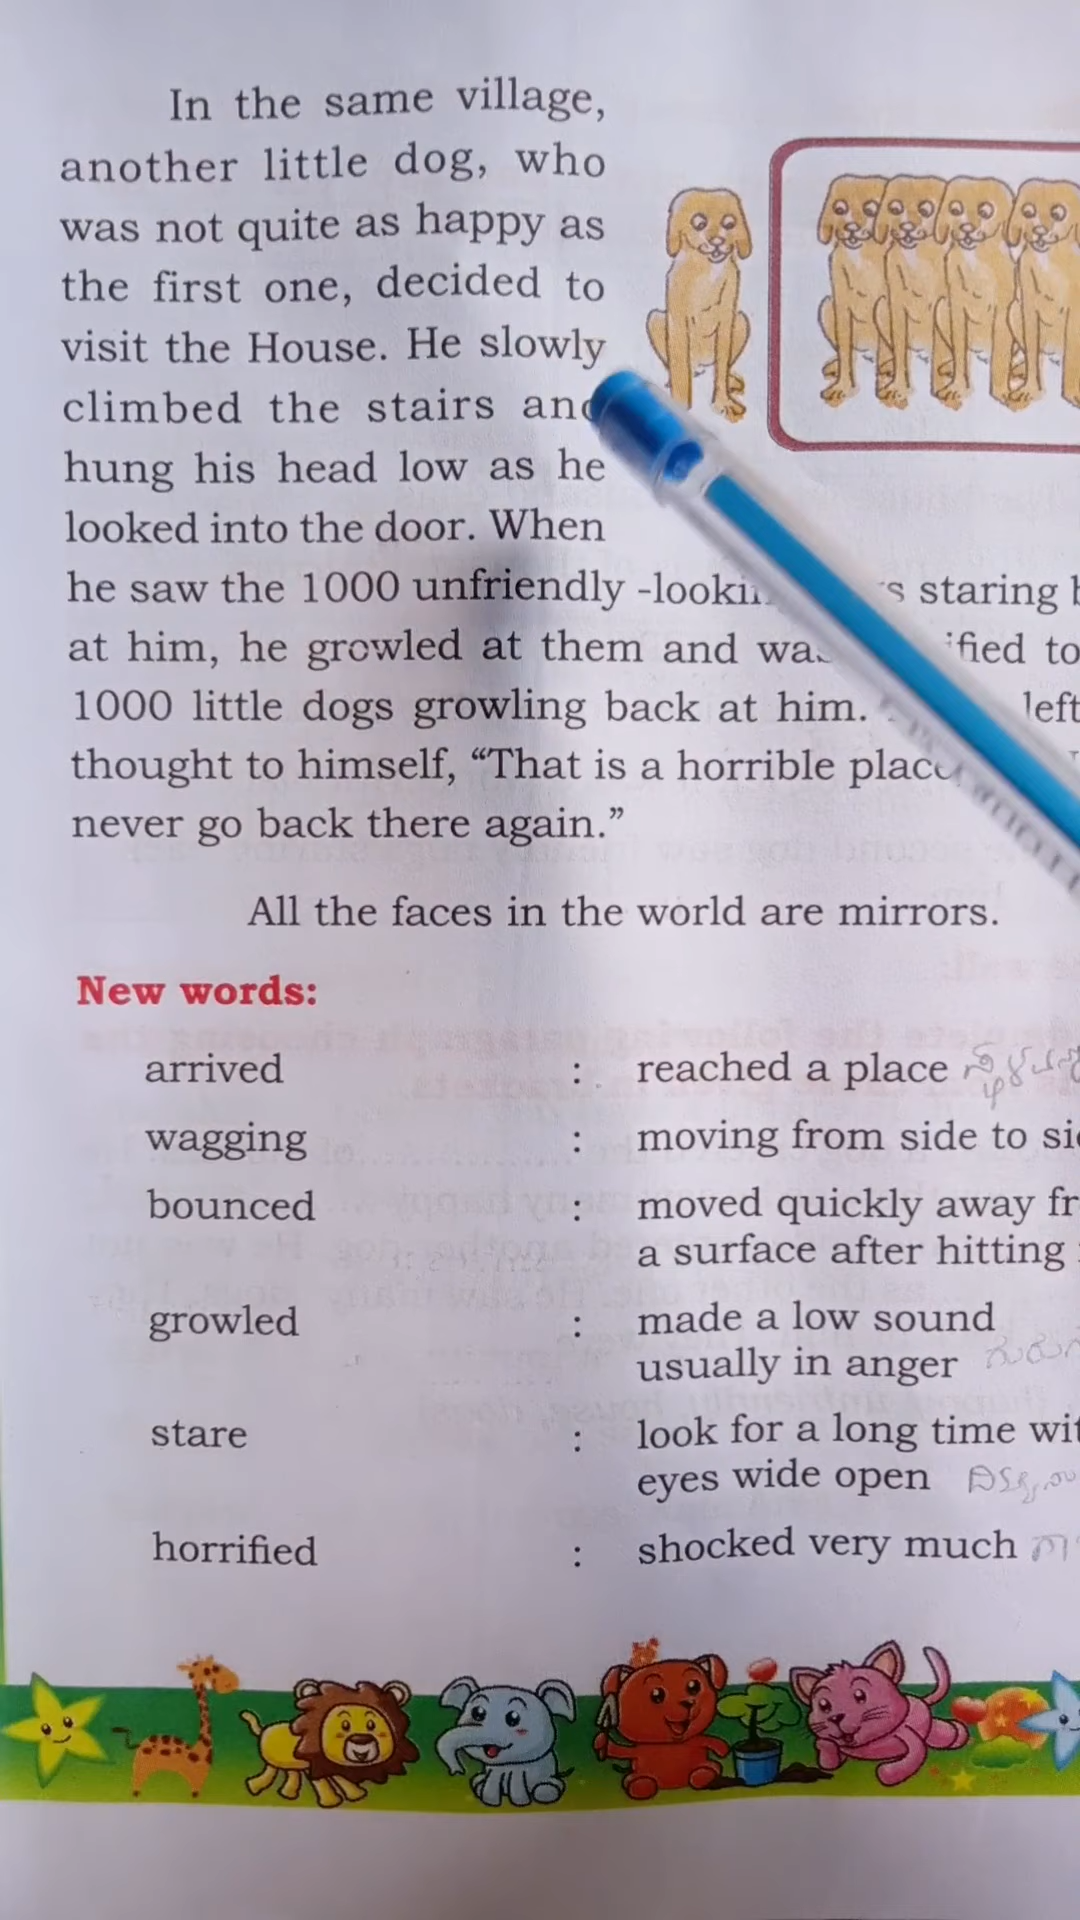 In the same village,
another little dog, who
was not quite as happy as
the first one, decided to
visit the House. He slowly
climbed the stairs and
hung his head low as he
looked into the door. When
he saw the 1000 unfriendly -looki s staring
at him, he growled at them and was ified to
1000 little dogs growling back at him. left
thought to himself, “That is a horrible place
never go back there again.”
All the faces in the world are mirrors.
New words:
arrived : reached a place
wagging : moving from side to
bounced : moved quickly away
a surface after hitting
growled : made a low sound
usually in anger
stare : look for a long time
eyes wide open
horrified : shocked very much